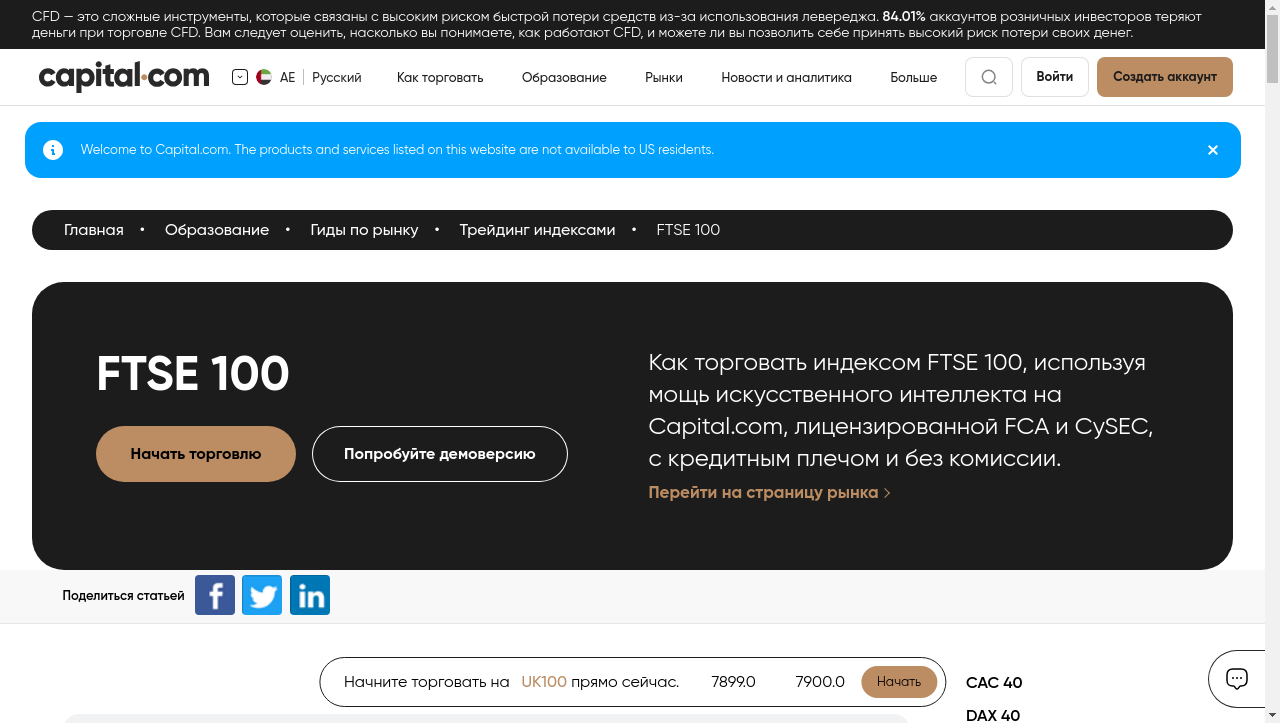 CFD — это сложные инструменты, которые связаны с высоким риском быстрой потери средств из-за использования левереджа. 84.01% аккаунтов розничных инвесторов теряют
деньги при торговле CFD. Вам следует оценить, насколько вы понимаете, как работают CFD, и можете ли вы позволить себе принять высокий риск потери своих денег.
capital.com AE Русский Как торговать Образование Рынки Новости и аналитика Больше Войти Создать аккаунт
Welcome to Capital.com. The products and services listed on this website are not available to US residents.
Главная • Образование • Гиды по рынку • Трейдинг индексами • FTSE 100
FTSE 100
Начать торговлю Попробуйте демоверсию
Как торговать индексом FTSE 100, используя
мощь искусственного интеллекта на
Capital.com, лицензированной FCA и CySEC,
с кредитным плечом и без комиссии.
Перейти на страницу рынка
Поделиться статьей
Начните торговать на UK100 прямо сейчас. 7899.0 7900.0 Начать
CAC 40
DAX 40